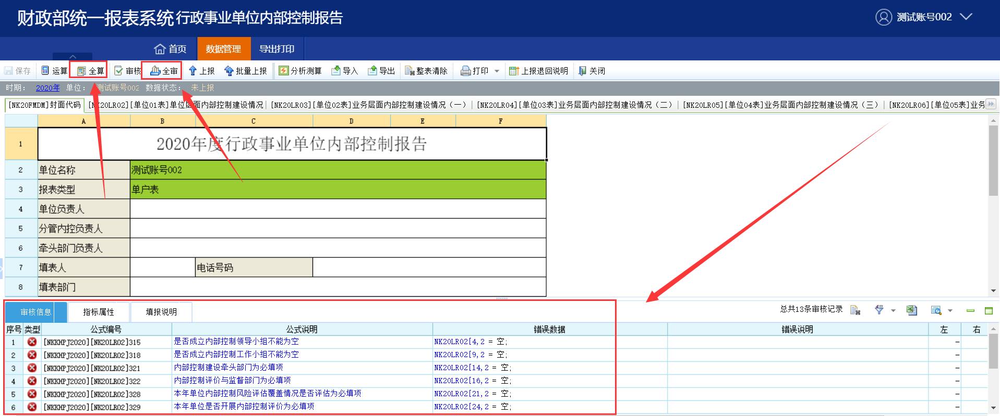 财政部统一报表系统 行政事业单位内部控制报告
测试账号002
首页 数据管理 导出打印
保存 运算 全算 审核 全审 上报 批量上报 分析测算 导入 导出 整表清除 打印 上报退回说明 关闭
时期： 2020年 单位： 测试账号002 数据状态： 未上报
[NK20FMDM]封面代码 [NK20LR02][单位01表]单位层面内部控制建设情况 [NK20LR03][单位02表]业务层面内部控制建设情况（一） [NK20LR04][单位03表]业务层面内部控制建设情况（二） [NK20LR05][单位04表]业务层面内部控制建设情况（三） [NK20LR06][单位05表]业务
A B C D E F
1 2020年度行政事业单位内部控制报告
2 单位名称 测试账号002
3 报表类型 单户表
4 单位负责人
5 分管内控负责人
6 牵头部门负责人
7 填表人 电话号码
8 填表部门
审核信息 指标属性 填报说明 总共13条审核记录
序号 类型 公式编号 公式说明 错误数据 错误说明 左 右
1 [NKKHPJ2020][NK20LR02]315 是否成立内部控制领导小组不能为空 NK20LR02[4,2 = 空; —
2 [NKKHPJ2020][NK20LR02]318 是否成立内部控制工作小组不能为空 NK20LR02[9,2 = 空; —
3 [NKKHPJ2020][NK20LR02]321 内部控制建设牵头部门为必填项 NK20LR02[14,2 = 空; —
4 [NKKHPJ2020][NK20LR02]322 内部控制评价与监督部门为必填项 NK20LR02[16,2 = 空; —
5 [NKKHPJ2020][NK20LR02]328 本年单位内部控制风险评估覆盖情况是否评估为必填项 NK20LR02[21,2 = 空; —
6 [NKKHPJ2020][NK20LR02]329 本年单位是否开展内部控制评价为必填项 NK20LR02[24,2 = 空; —